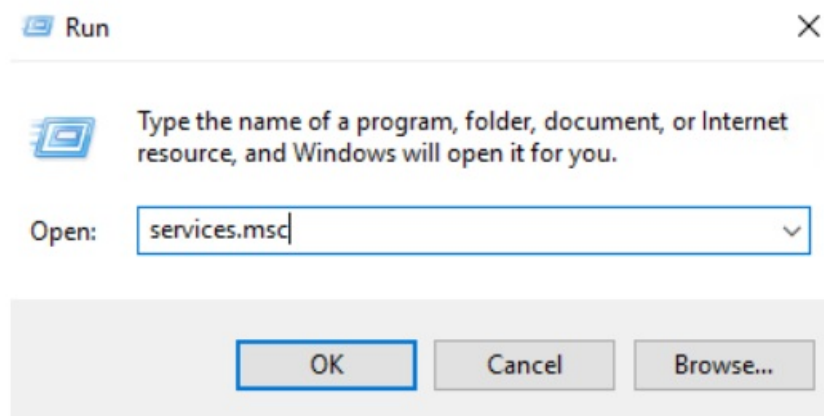 Run
Type the name of a program, folder, document, or Internet
resource, and Windows will open it for you.
Open: services.msc
OK Cancel Browse...